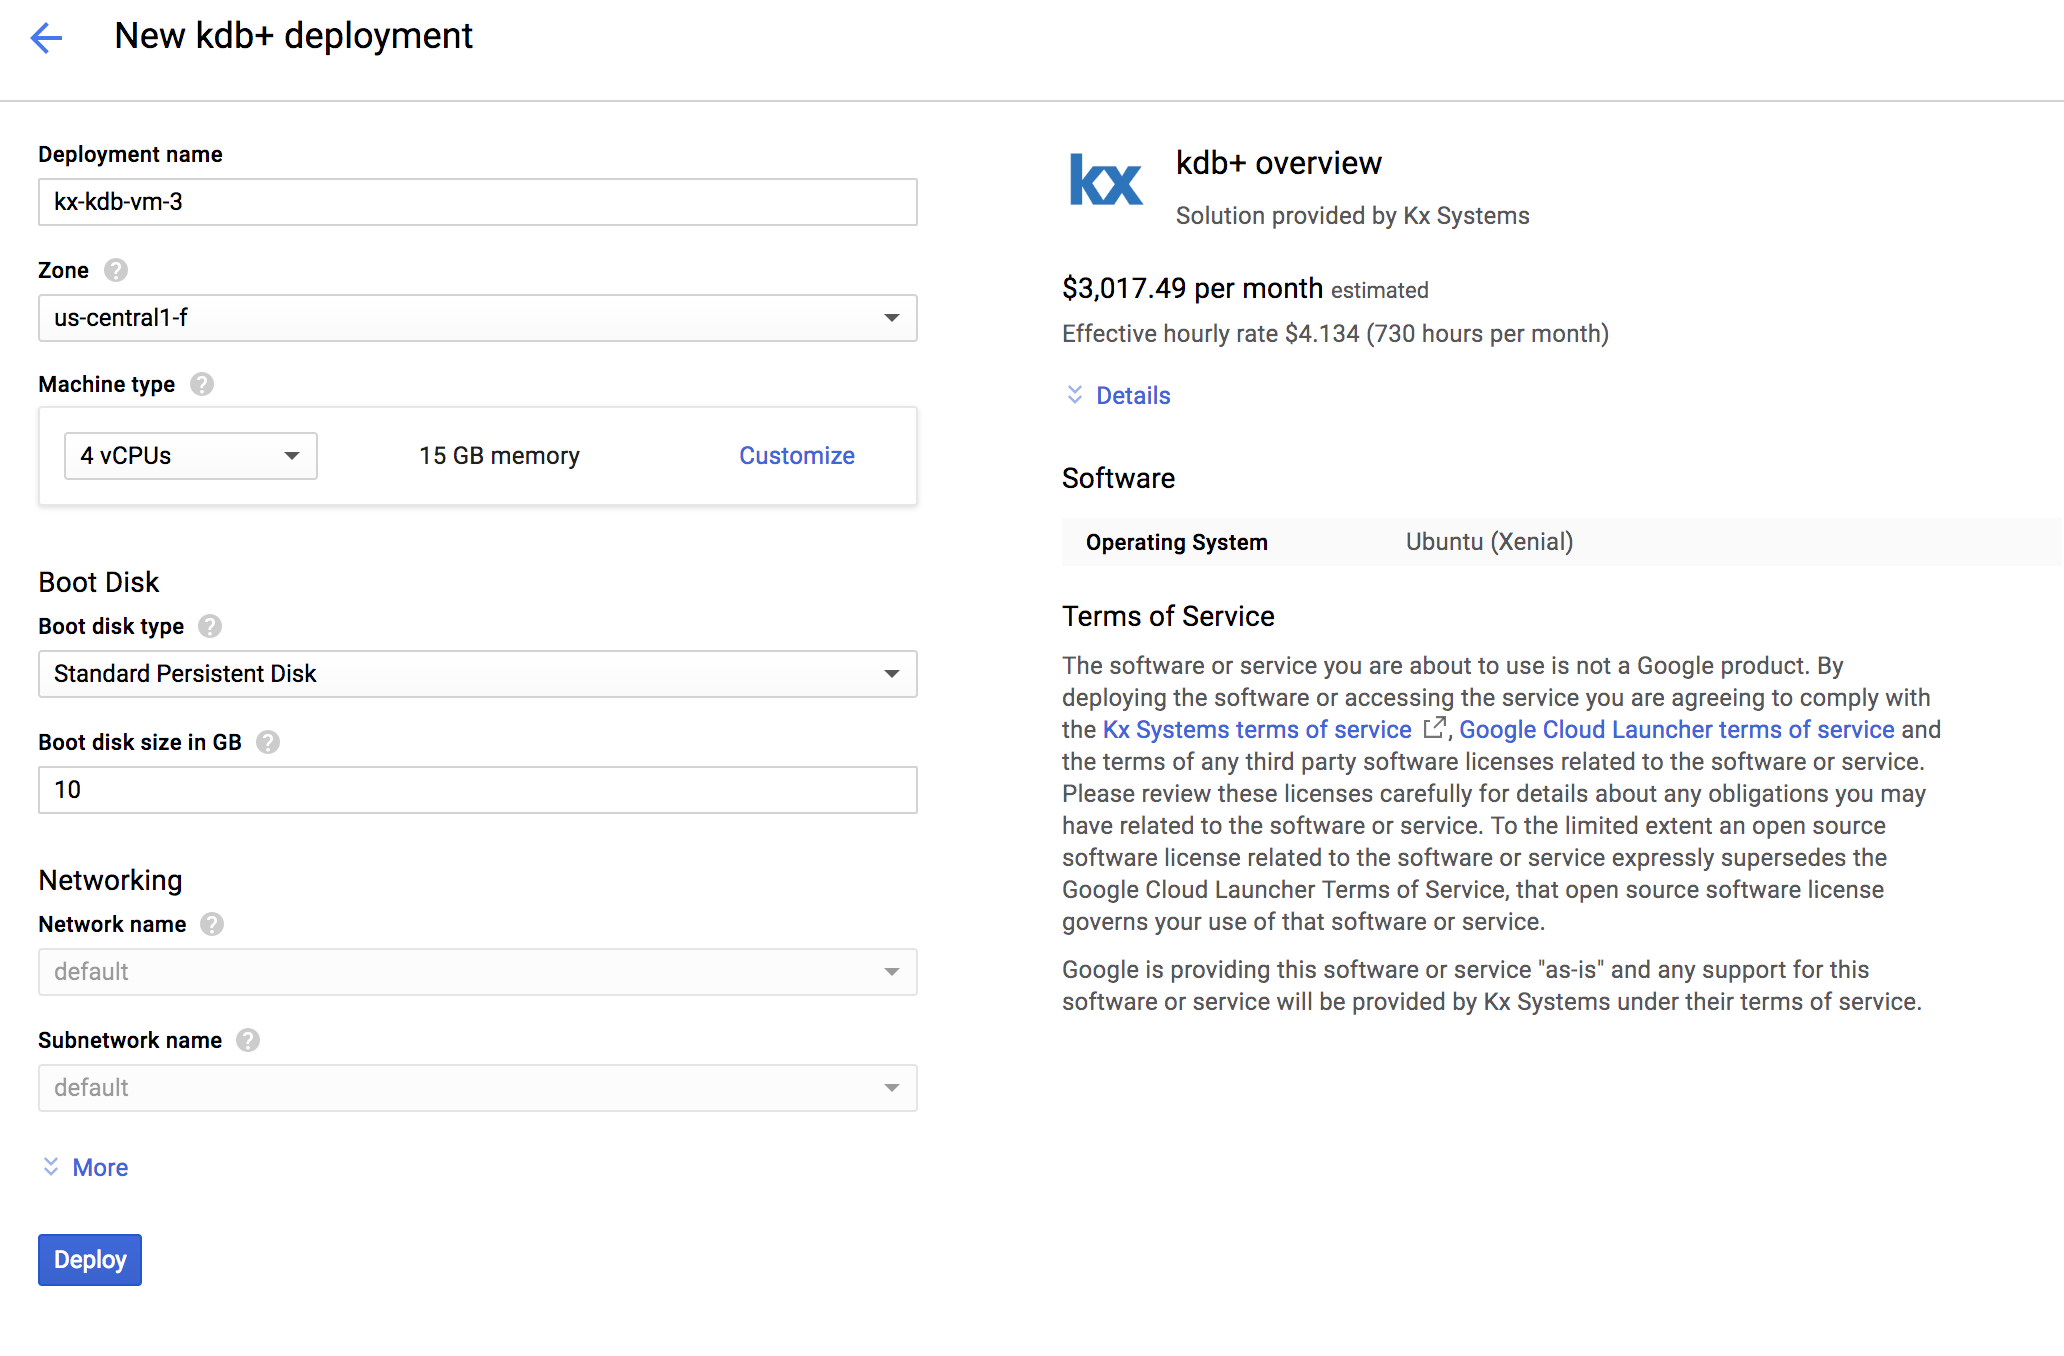 New kdb+ deployment
Deployment name
kx-kdb-vm-3
Zone ?
us-central1-f
Machine type ?
4 vCPUs 15 GB memory Customize
Boot Disk
Boot disk type ?
Standard Persistent Disk
Boot disk size in GB ?
10
Networking
Network name ?
default
Subnetwork name ?
default
More
Deploy
kx
kdb+ overview
Solution provided by Kx Systems
$3,017.49 per month estimated
Effective hourly rate $4.134 (730 hours per month)
Details
Software
Operating System Ubuntu (Xenial)
Terms of Service
The software or service you are about to use is not a Google product. By
deploying the software or accessing the service you are agreeing to comply with
the Kx Systems terms of service , Google Cloud Launcher terms of service and
the terms of any third party software licenses related to the software or service.
Please review these licenses carefully for details about any obligations you may
have related to the software or service. To the limited extent an open source
software license related to the software or service expressly supersedes the
Google Cloud Launcher Terms of Service, that open source software license
governs your use of that software or service.
Google is providing this software or service "as-is" and any support for this
software or service will be provided by Kx Systems under their terms of service.